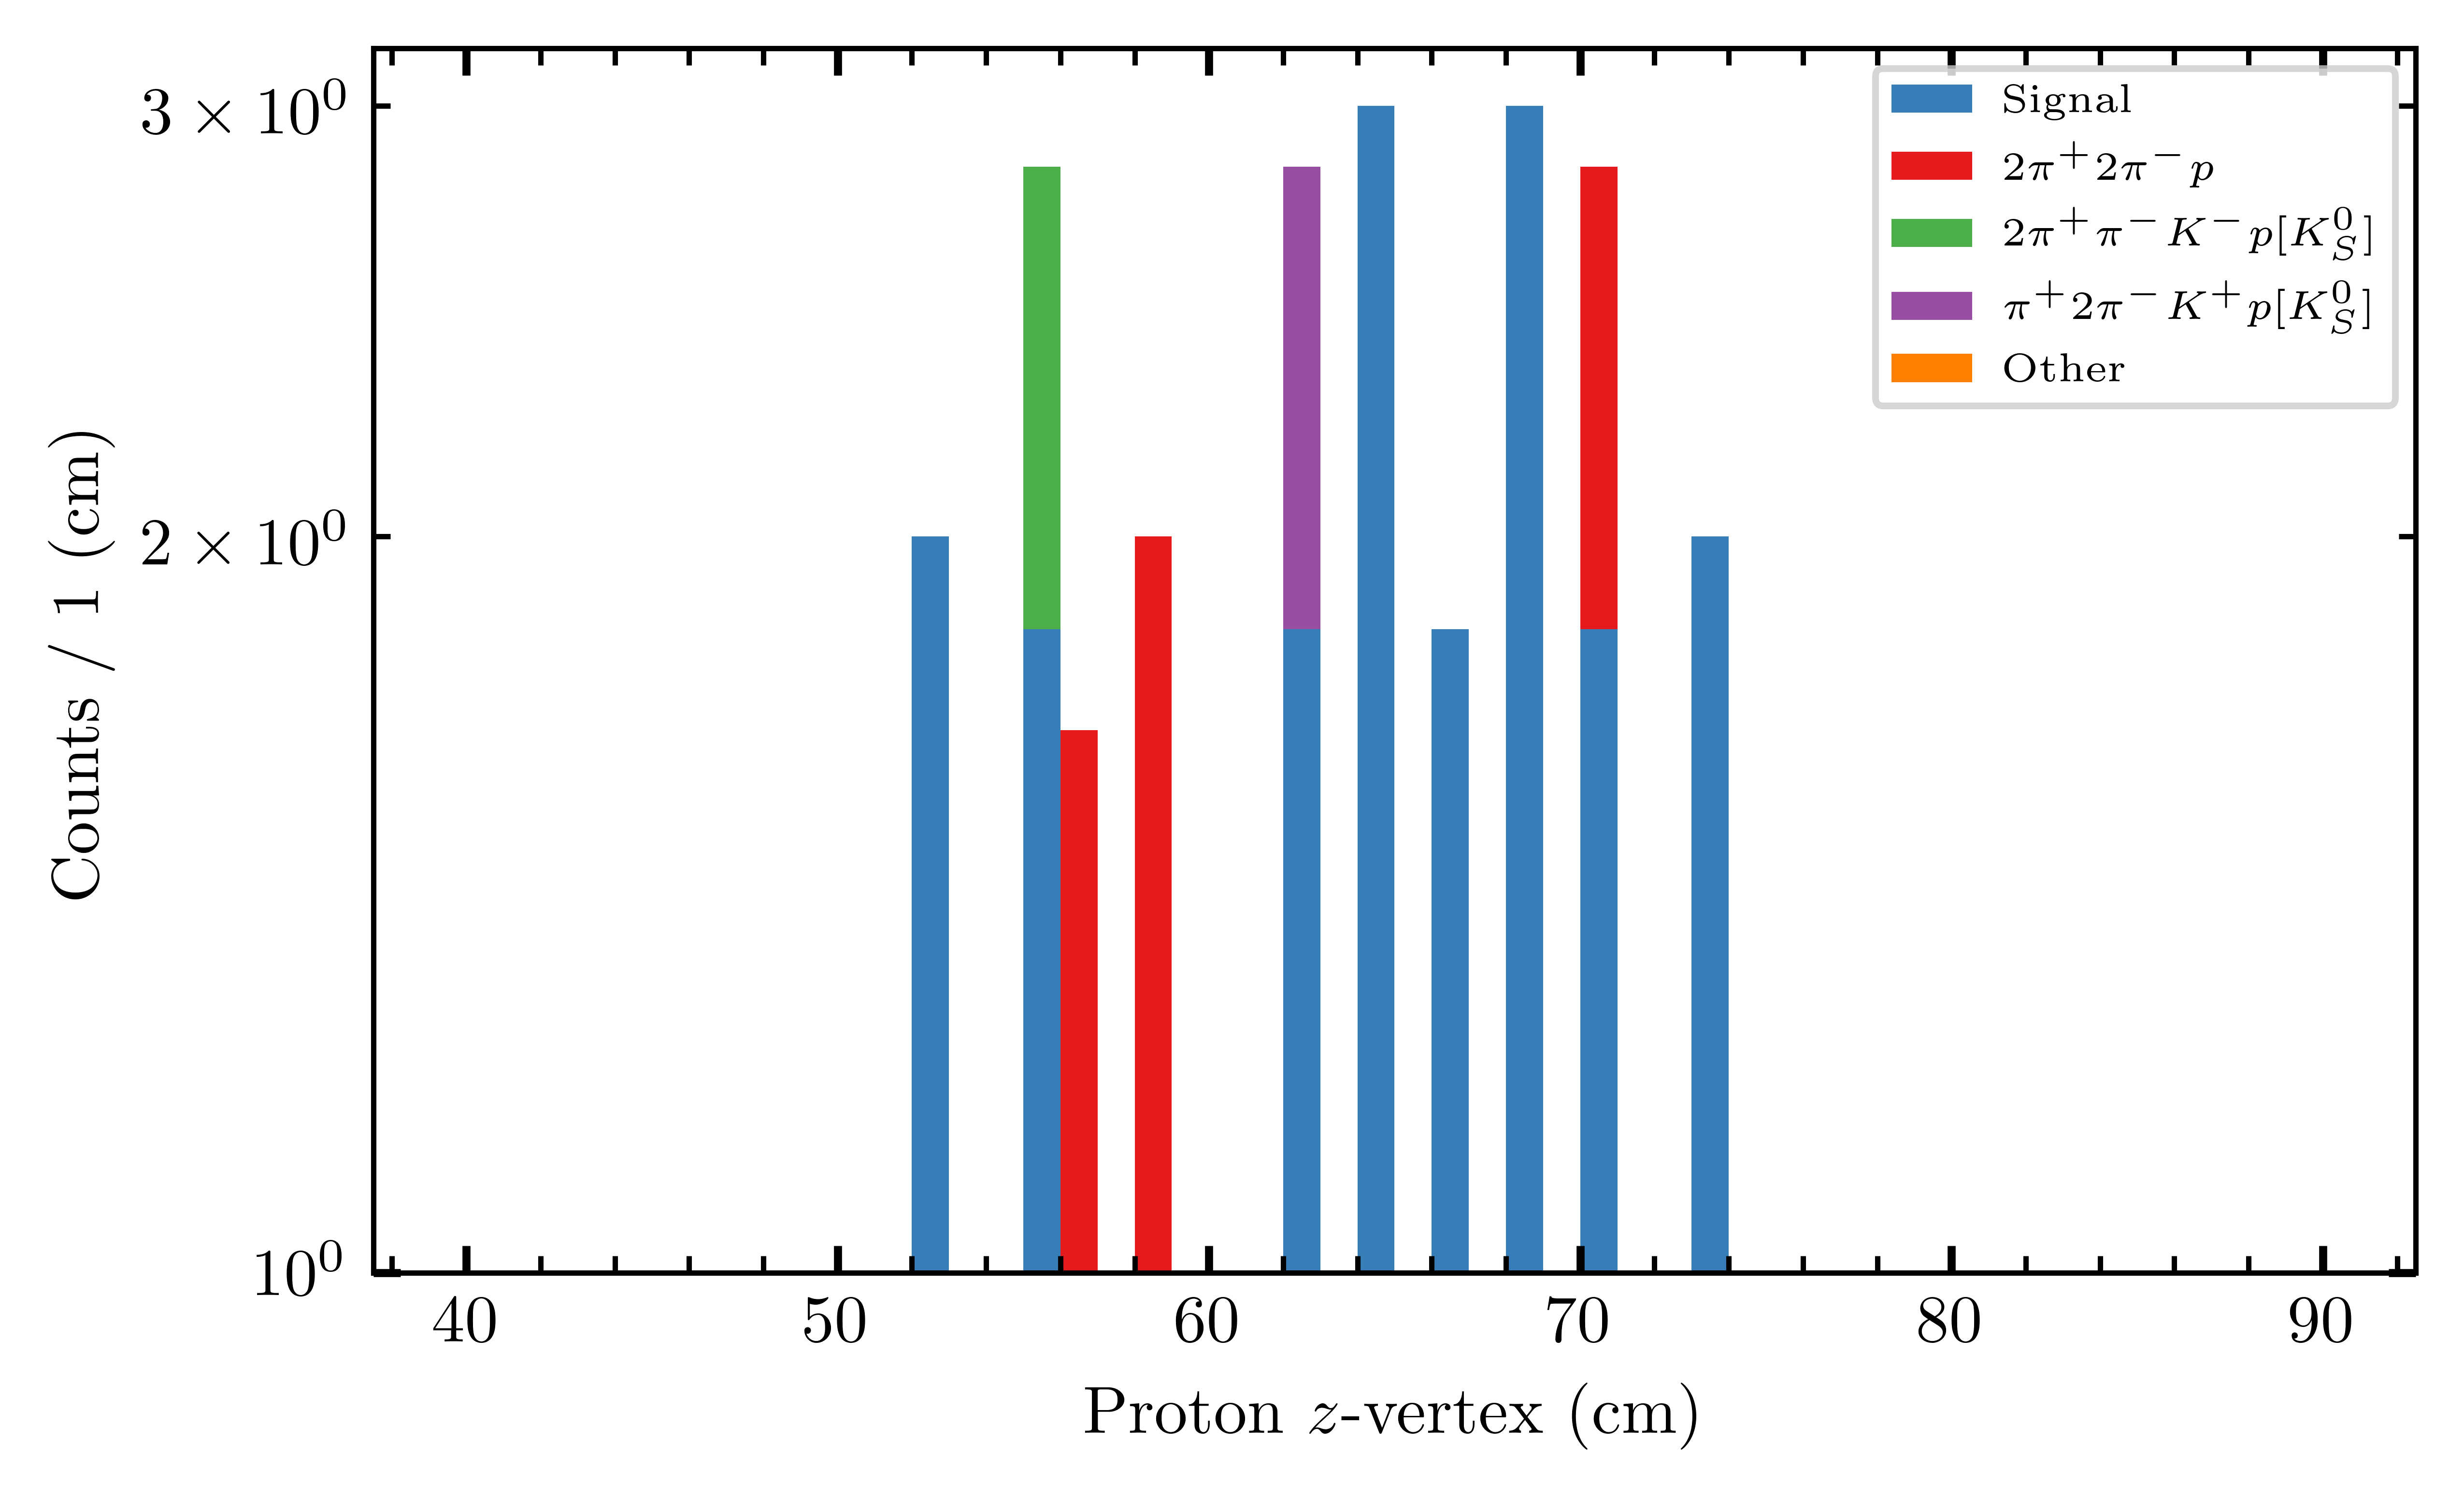 3 × 10⁰
2 × 10⁰
10⁰
Counts / 1 (cm)
Signal
2π⁺2π⁻p
2π⁺π⁻K⁻p[K⁰_S]
π⁺2π⁻K⁺p[K⁰_S]
Other
40 50 60 70 80 90
Proton z-vertex (cm)